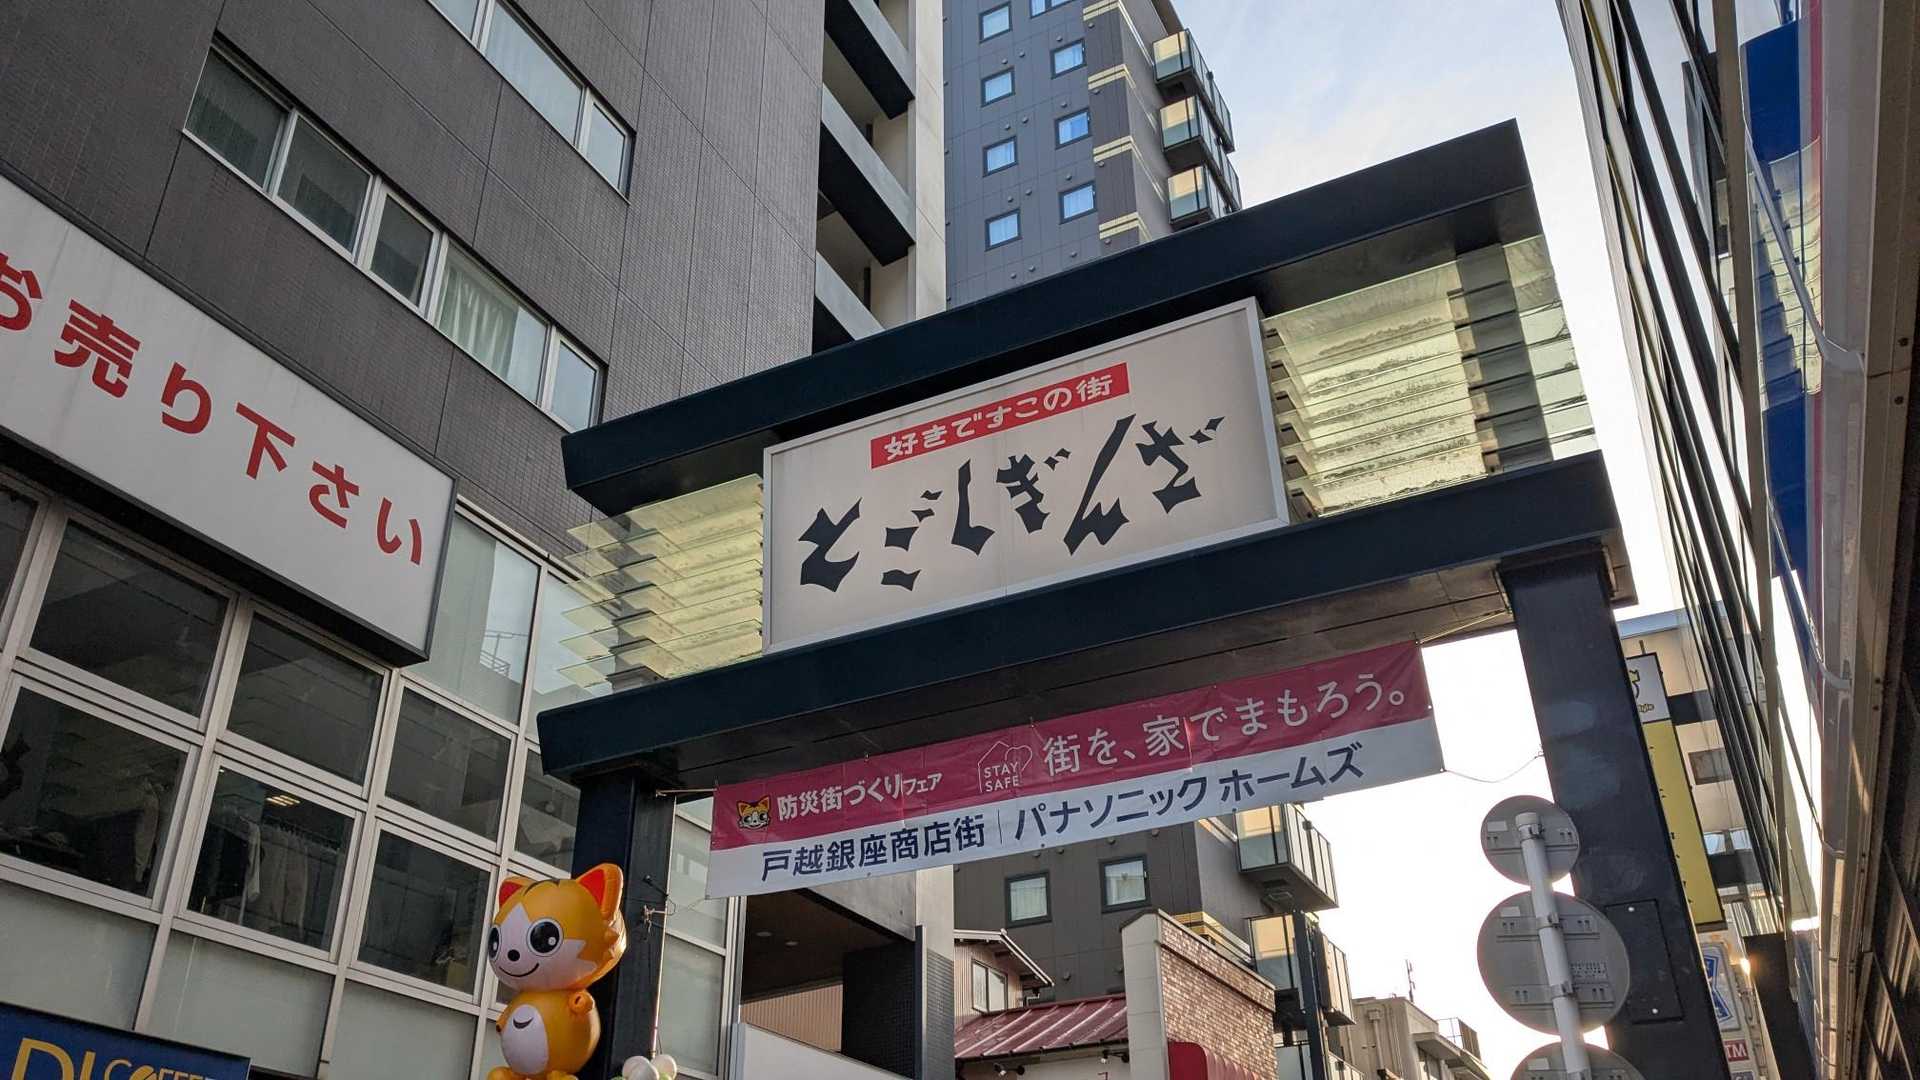 お売り下さい
好きですこの街
とごしぎんざ
防災街づくりフェア
STAY
SAFE
街を、家でまもろう。
戸越銀座商店街 | パナソニック ホームズ
COFFEE